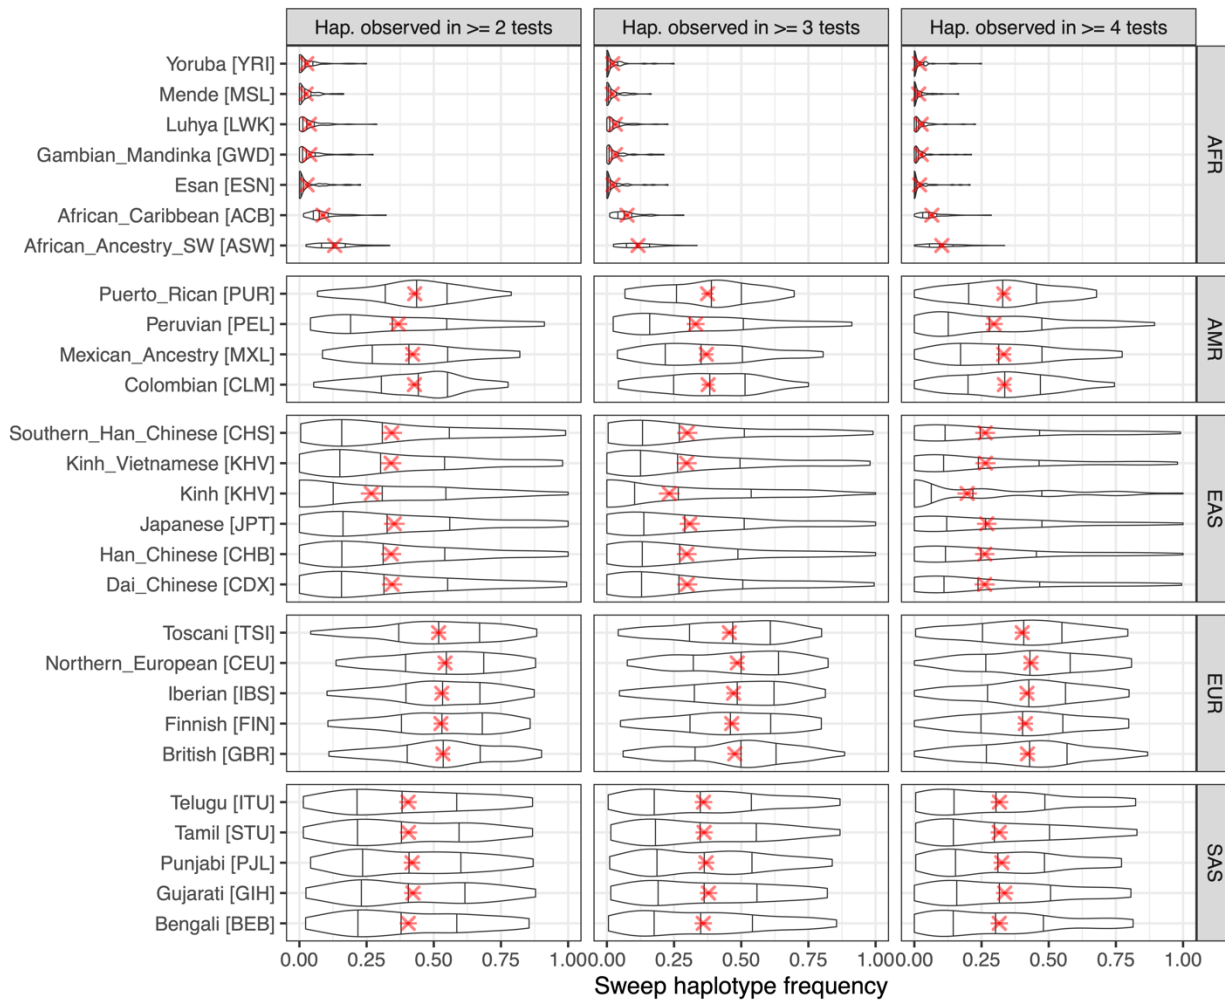 Hap. observed in >= 2 tests
Hap. observed in >= 3 tests
Hap. observed in >= 4 tests
Yoruba [YRI]
Mende [MSL]
Luhya [LWK]
Gambian_Mandinka [GWD]
Esan [ESN]
African_Caribbean [ACB]
African_Ancestry_SW [ASW]
AFR
Puerto_Rican [PUR]
Peruvian [PEL]
Mexican_Ancestry [MXL]
Colombian [CLM]
AMR
Southern_Han_Chinese [CHS]
Kinh_Vietnamese [KHV]
Kinh [KHV]
Japanese [JPT]
Han_Chinese [CHB]
Dai_Chinese [CDX]
EAS
Toscani [TSI]
Northern_European [CEU]
Iberian [IBS]
Finnish [FIN]
British [GBR]
EUR
Telugu [ITU]
Tamil [STU]
Punjabi [PJL]
Gujarati [GIH]
Bengali [BEB]
SAS
0.00 0.25 0.50 0.75 1.00 0.00 0.25 0.50 0.75 1.00 0.00 0.25 0.50 0.75 1.00
Sweep haplotype frequency